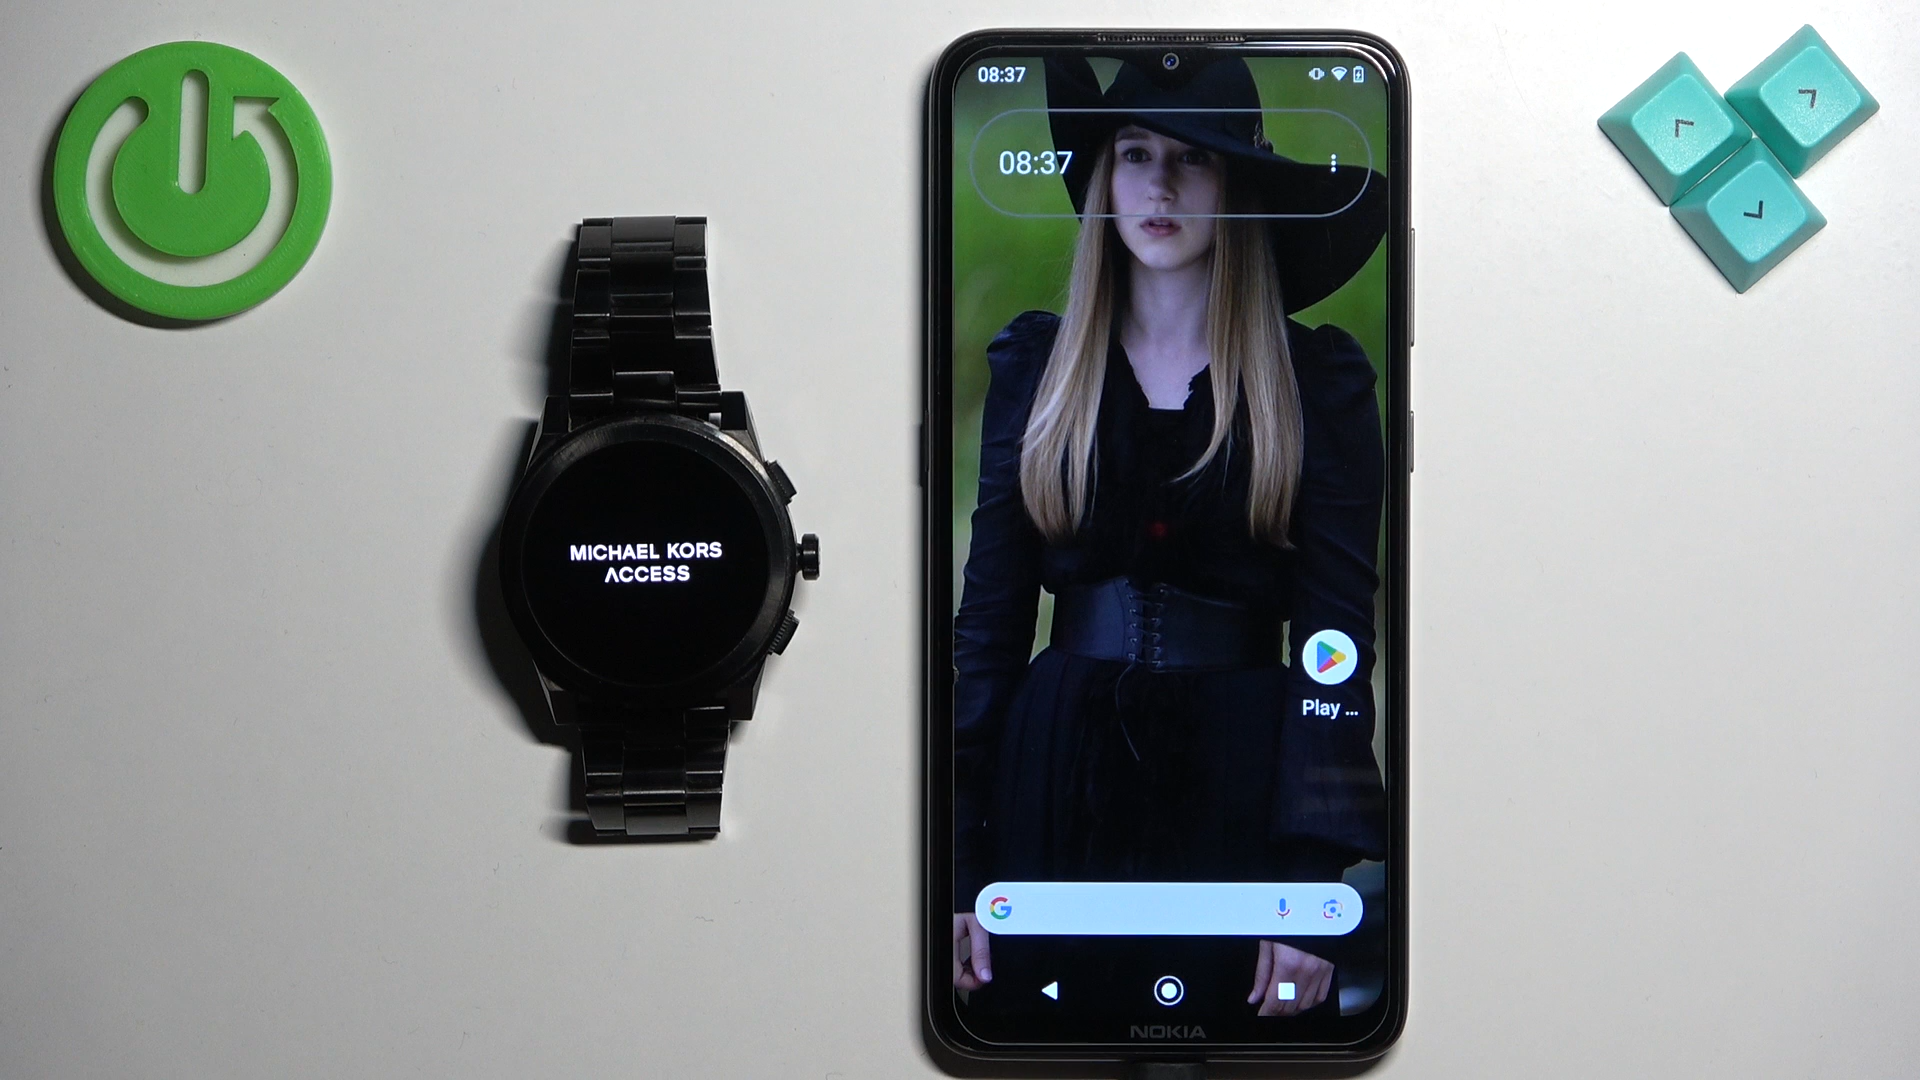 MICHAEL KORS
ACCESS
08:37
08:37
Play ...
NOKIA